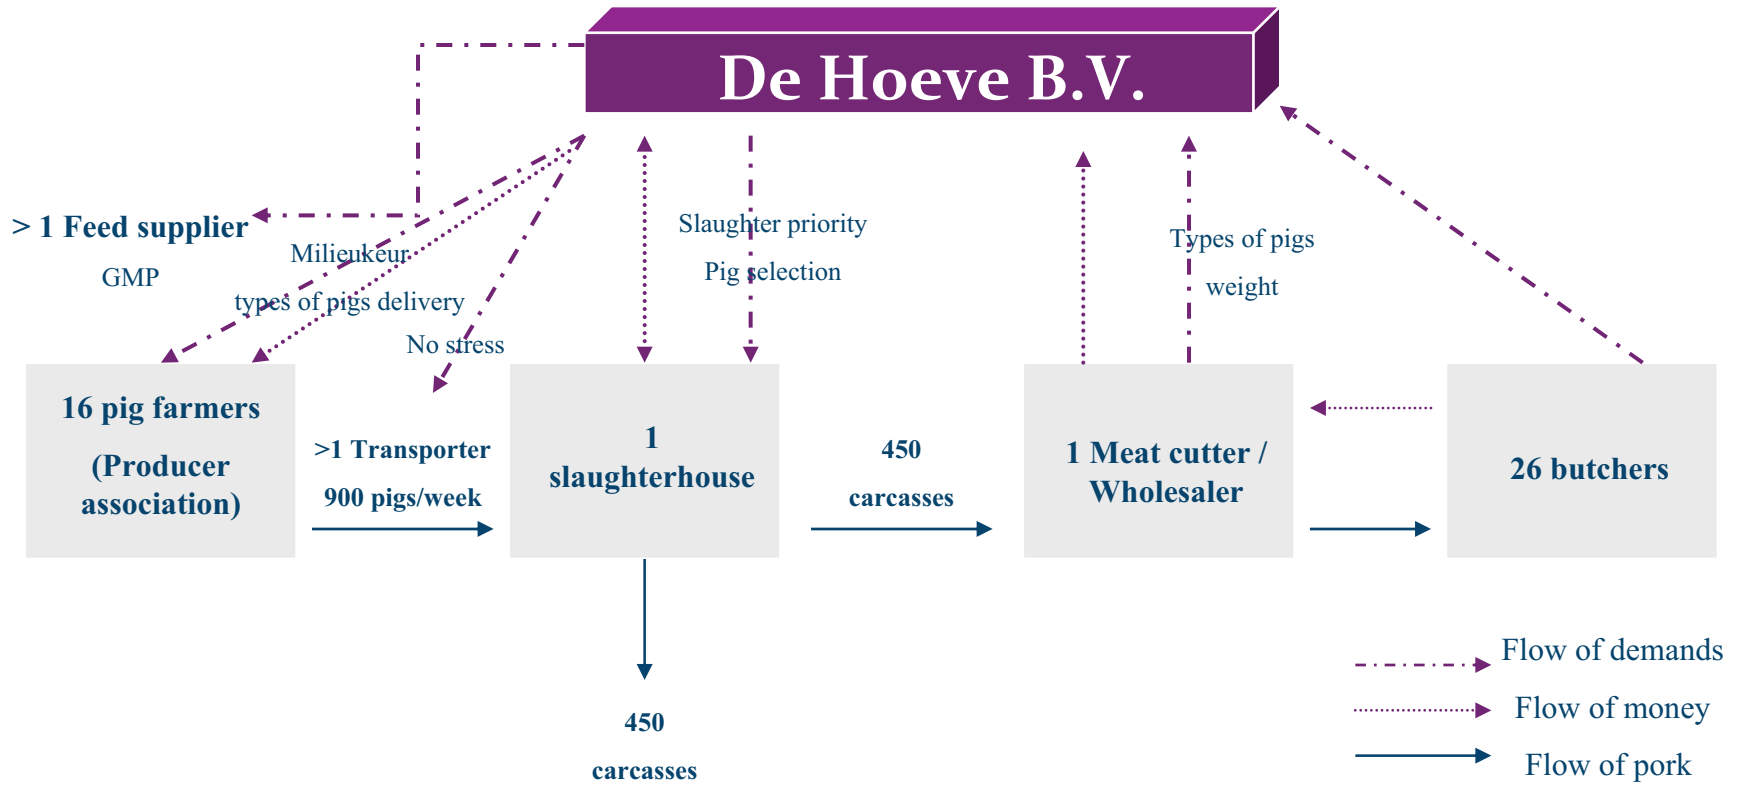 De Hoeve B.V.
> 1 Feed supplier
GMP
Milieukeur
types of pigs delivery
No stress
Slaughter priority
Pig selection
Types of pigs
weight
16 pig farmers
(Producer
association)
>1 Transporter
900 pigs/week
1
slaughterhouse
450
carcasses
1 Meat cutter /
Wholesaler
26 butchers
450
carcasses
Flow of demands
Flow of money
Flow of pork